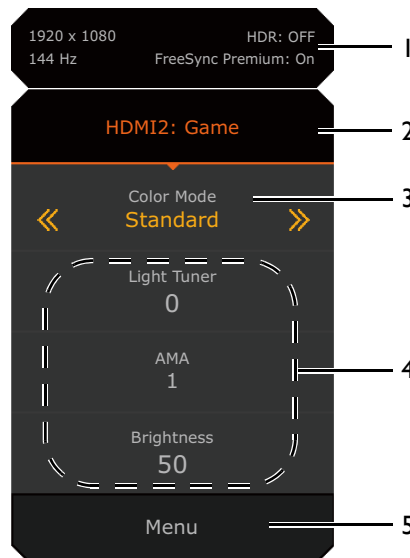 1920 x 1080 HDR: OFF 1
144 Hz FreeSync Premium: On
HDMI2: Game 2
Color Mode 3
« Standard »
Light Tuner
0
AMA 4
1
Brightness
50
Menu 5